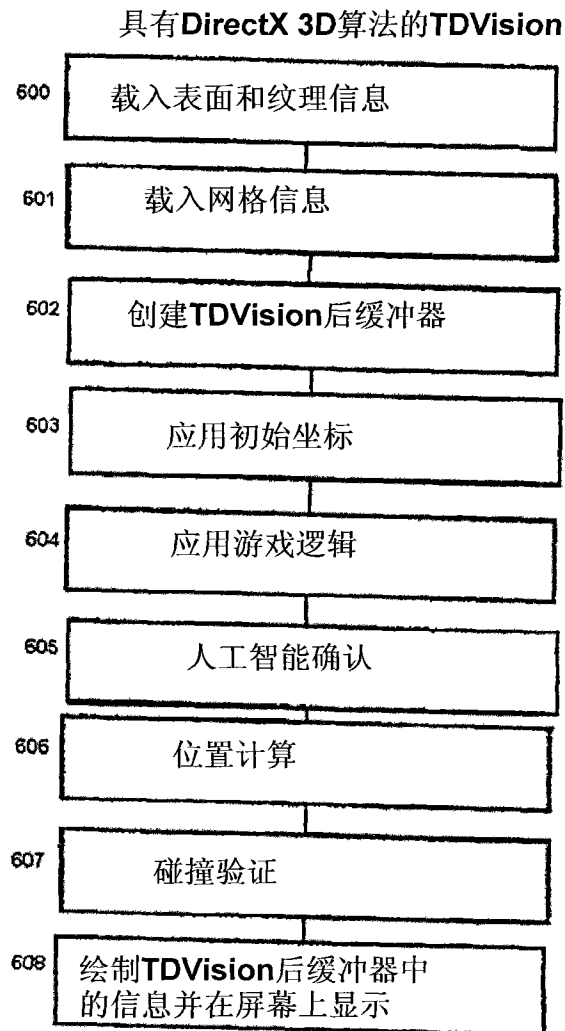 具有DirectX 3D算法的TDVision
600
载入表面和纹理信息
601
载入网格信息
602
创建TDVision后缓冲器
603
应用初始坐标
604
应用游戏逻辑
605
人工智能确认
606
位置计算
607
碰撞验证
608
绘制TDVision后缓冲器中
的信息并在屏幕上显示